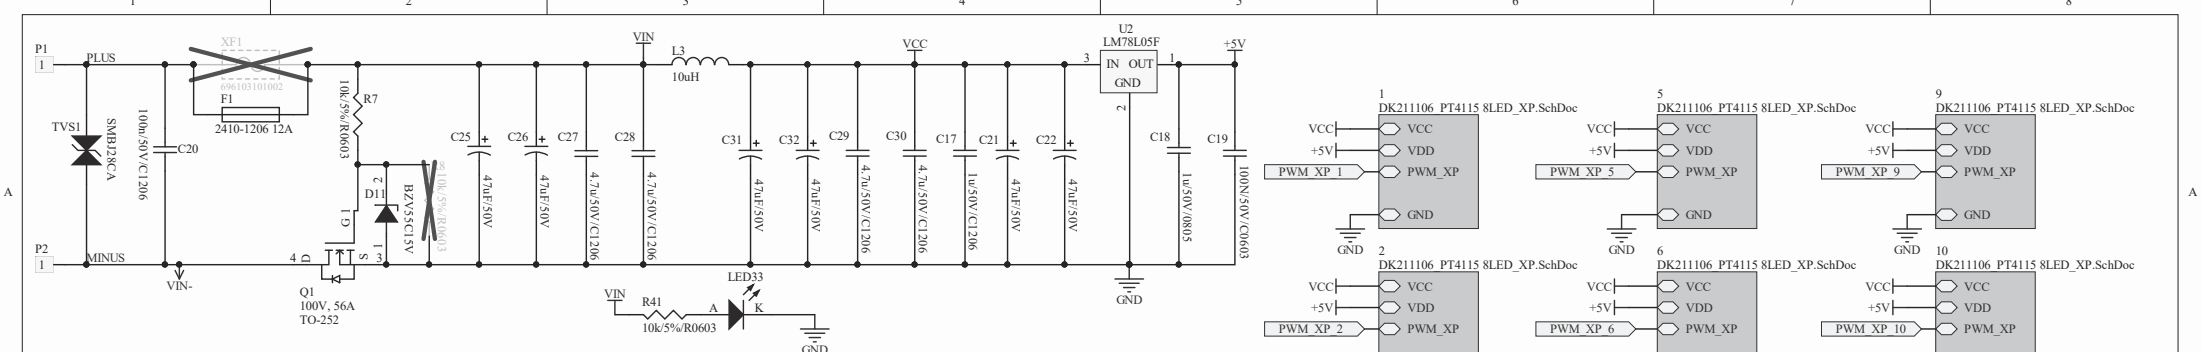 1 2 3 4 5 6 7 8
A
A
P1
1
PLUS
XF1
696103101002
F1
2410-1206 12A
TVS1
SMBJ28CA
100n/50V/C1206
C20
10k/5%/R0603
R7
2
D11
BZV55C15V
10k/5%/R0603
G
1
4
D
S
3
1
Q1
100V, 56A
TO-252
P2
1
MINUS
VIN-
C25
47uF/50V
C26
47uF/50V
C27
4.7u/50V/C1206
C28
4.7u/50V/C1206
VIN
L3
10uH
C31
47uF/50V
C32
47uF/50V
C29
4.7u/50V/C1206
VCC
C30
4.7u/50V/C1206
C17
1u/50V/C1206
C21
47uF/50V
C22
47uF/50V
U2
LM78L05F
3
IN OUT
1
GND
2
GND
C18
1u/50V/0805
+5V
C19
100N/50V/C0603
VIN
R41
10k/5%/R0603
LED33
A
K
GND
1
DK211106_PT4115 8LED_XP.SchDoc
VCC VCC
+5V VDD
PWM_XP_1 PWM_XP
GND
GND
5
DK211106_PT4115 8LED_XP.SchDoc
VCC VCC
+5V VDD
PWM_XP_5 PWM_XP
GND
GND
9
DK211106_PT4115 8LED_XP.SchDoc
VCC VCC
+5V VDD
PWM_XP_9 PWM_XP
GND
GND
2
DK211106_PT4115 8LED_XP.SchDoc
VCC VCC
+5V VDD
PWM_XP_2 PWM_XP
6
DK211106_PT4115 8LED_XP.SchDoc
VCC VCC
+5V VDD
PWM_XP_6 PWM_XP
10
DK211106_PT4115 8LED_XP.SchDoc
VCC VCC
+5V VDD
PWM_XP_10 PWM_XP